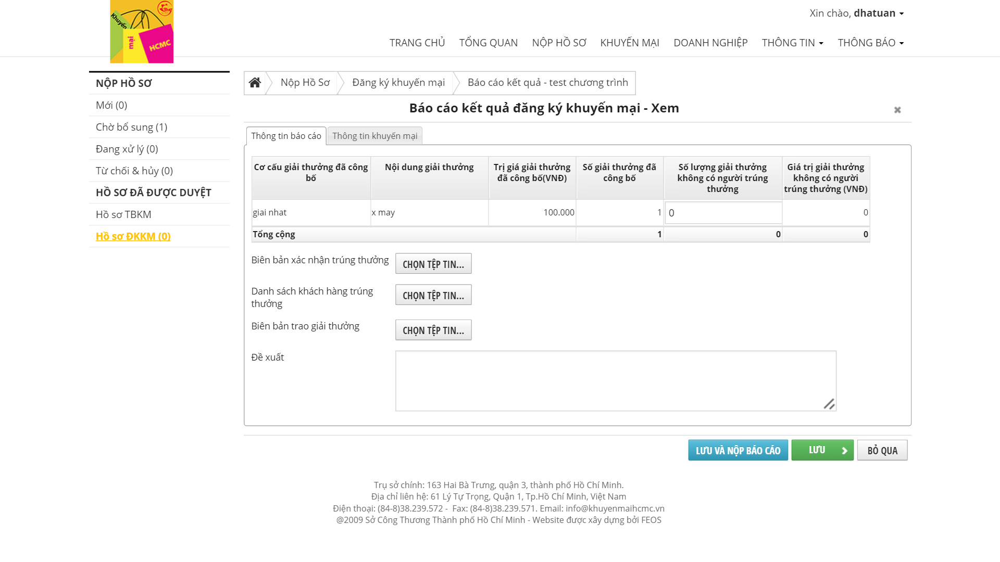 Khuyến
mại
HCMC
Xin chào, dhatuan
TRANG CHỦ TỔNG QUAN NỘP HỒ SƠ KHUYẾN MẠI DOANH NGHIỆP THÔNG TIN THÔNG BÁO
NỘP HỒ SƠ
Mới (0)
Chờ bổ sung (1)
Đang xử lý (0)
Từ chối & hủy (0)
HỒ SƠ ĐÃ ĐƯỢC DUYỆT
Hồ sơ TBKM
Hồ sơ ĐKKM (0)
Nộp Hồ Sơ Đăng ký khuyến mại Báo cáo kết quả - test chương trình
Báo cáo kết quả đăng ký khuyến mại - Xem
Thông tin báo cáo Thông tin khuyến mại
Cơ cấu giải thưởng đã công bố
Nội dung giải thưởng
Trị giá giải thưởng đã công bố(VNĐ)
Số giải thưởng đã công bố
Số lượng giải thưởng không có người trúng thưởng
Giá trị giải thưởng không có người trúng thưởng (VNĐ)
giai nhat x may 100.000 1 0 0
Tổng cộng 1 0 0
Biên bản xác nhận trúng thưởng CHỌN TỆP TIN...
Danh sách khách hàng trúng
thưởng
CHỌN TỆP TIN...
Biên bản trao giải thưởng CHỌN TỆP TIN...
Đề xuất
LƯU VÀ NỘP BÁO CÁO LƯU BỎ QUA
Trụ sở chính: 163 Hai Bà Trưng, quận 3, thành phố Hồ Chí Minh.
Địa chỉ liên hệ: 61 Lý Tự Trọng, Quận 1, Tp.Hồ Chí Minh, Việt Nam
Điện thoại: (84-8)38.239.572 - Fax: (84-8)38.239.571. Email: info@khuyenmaihcmc.vn
@2009 Sở Công Thương Thành phố Hồ Chí Minh - Website được xây dựng bởi FEOS